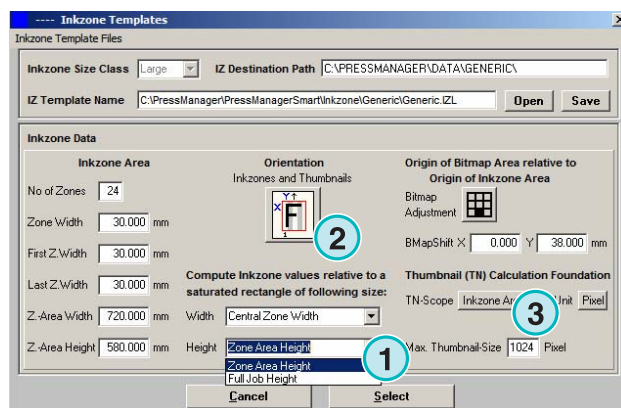 ---- Inkzone Templates
Inkzone Template Files
Inkzone Size Class Large IZ Destination Path C:\PRESSMANAGER\DATA\GENERIC\
IZ Template Name C:\PressManager\PressManagerSmart\Inkzone\Generic\Generic.IZL Open Save
Inkzone Data
Inkzone Area
No of Zones 24
Zone Width 30.000 mm
First Z.Width 30.000 mm
Last Z.Width 30.000 mm
Z.-Area Width 720.000 mm
Z.-Area Height 580.000 mm
Orientation
Inkzones and Thumbnails
Y
X F
1
2
Compute Inkzone values relative to a
saturated rectangle of following size:
Width Central Zone Width
Height Zone Area Height
Zone Area Height
Full Job Height
1
Origin of Bitmap Area relative to
Origin of Inkzone Area
Bitmap
Adjustment
BMapShift X 0.000 Y 38.000 mm
Thumbnail (TN) Calculation Foundation
TN-Scope Inkzone Ar Unit Pixel
3
Max. Thumbnail-Size 1024 Pixel
Cancel Select